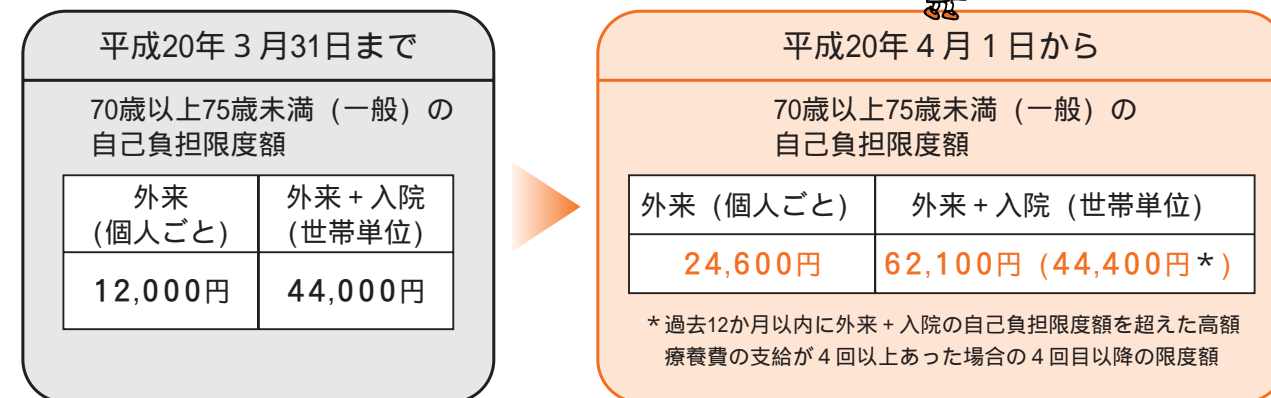 平成20年３月31日まで
70歳以上75歳未満（一般）の
自己負担限度額
外来
(個人ごと)
外来＋入院
(世帯単位)
12,000円
44,000円
平成20年４月１日から
70歳以上75歳未満（一般）の
自己負担限度額
外来（個人ごと）
外来＋入院（世帯単位）
24,600円
62,100円（44,400円＊）
＊過去12か月以内に外来＋入院の自己負担限度額を超えた高額
療養費の支給が４回以上あった場合の４回目以降の限度額